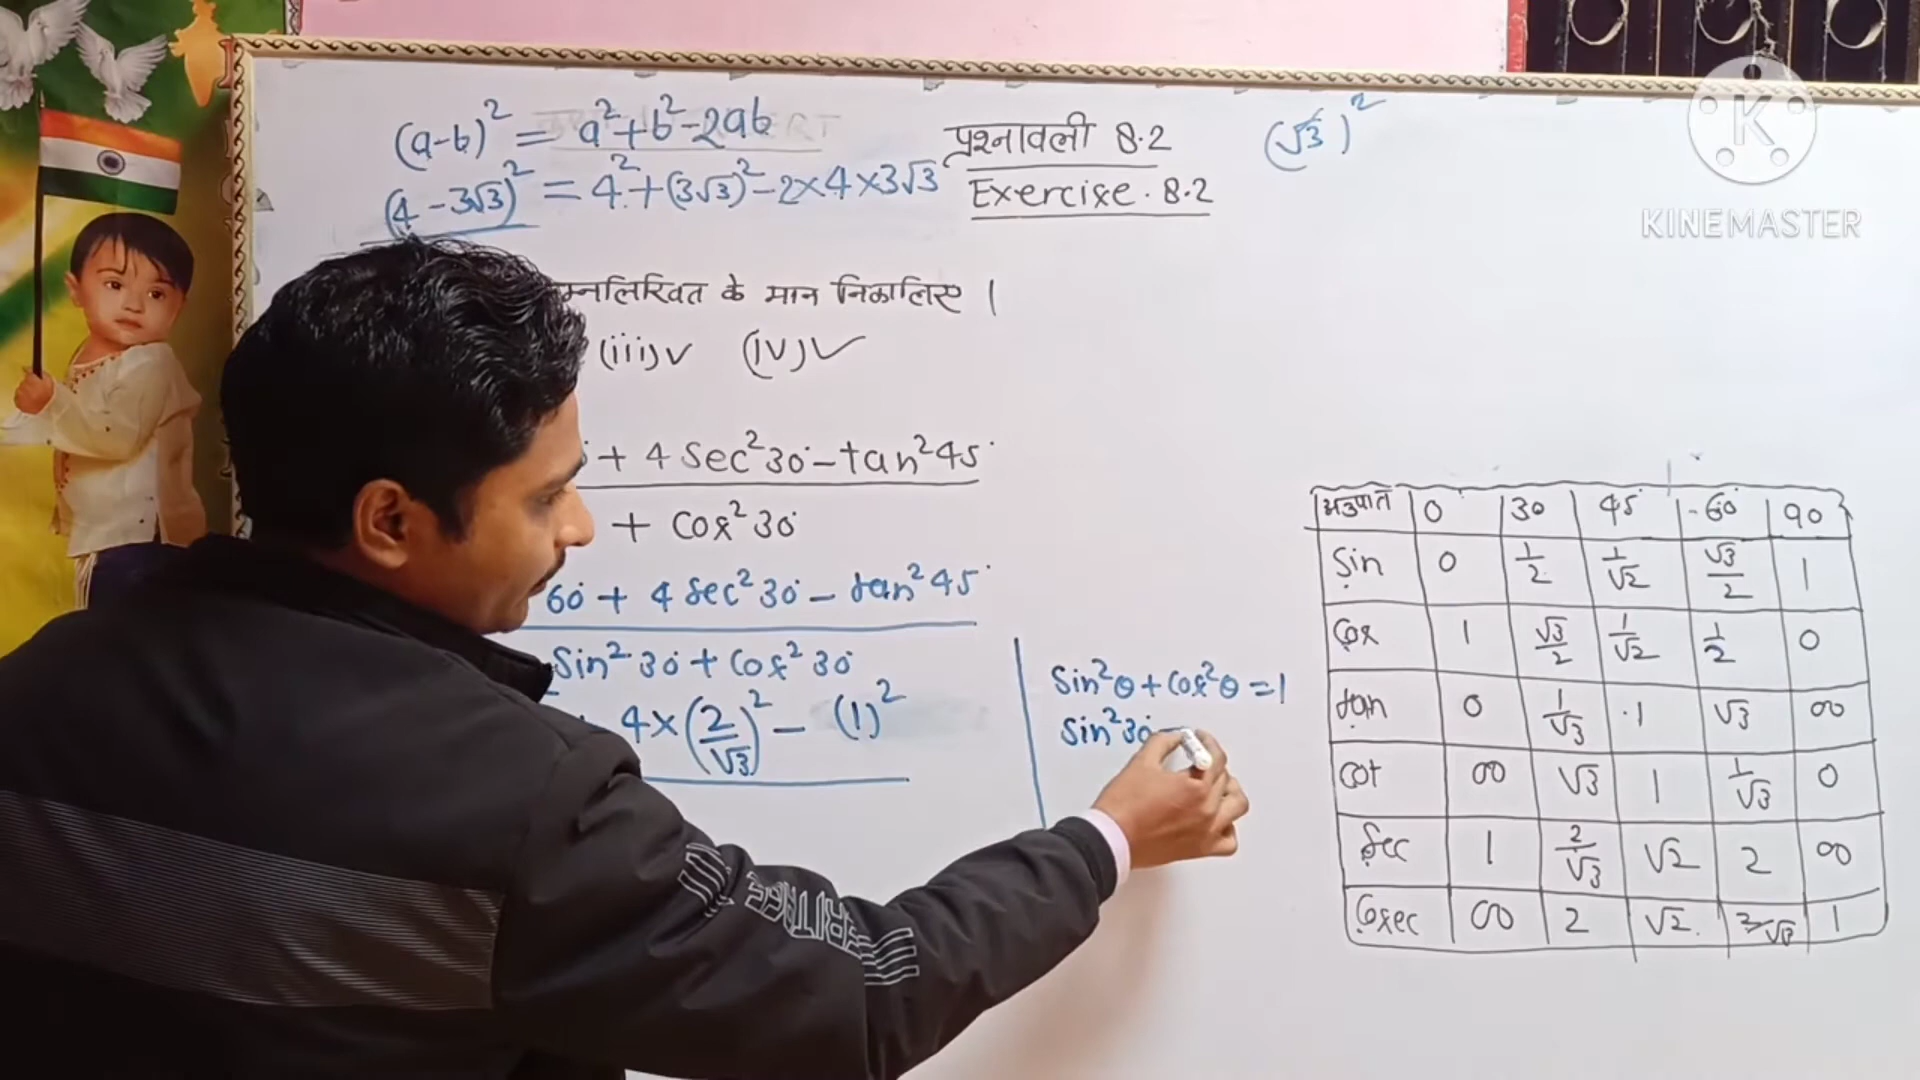 (a-b)² = a²+b²-2ab
(4-3√3)² = 4²+(3√3)²-2×4×3√3
प्रश्नावली 8.2
Exercise. 8.2
(√3)²
KINEMASTER
म्नलिखित के मान निकालिए।
(iii)✓ (iv)✓
+ 4 Sec²30° - tan²45°
+ Cos²30°
60° + 4 Sec²30° - tan²45°
Sin²30° + Cos²30°
4×(2/√3)² - (1)²
Sin²θ + Cos²θ = 1
Sin²30°
अनुपात 0 30 45° 60° 90
Sin 0 1/2 1/√2 √3/2 1
Cos 1 √3/2 1/√2 1/2 0
tan 0 1/√3 1 √3 ∞
Cot ∞ √3 1 1/√3 0
Sec 1 2/√3 √2 2 ∞
Cosec ∞ 2 √2 2/√3 1